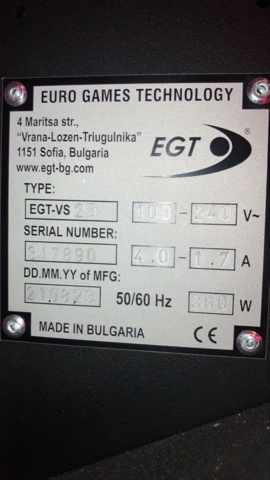 EURO GAMES TECHNOLOGY
4 Maritsa str.,
"Vrana-Lozen-Triugulnika"
1151 Sofia, Bulgaria
www.egt-bg.com
EGT®
TYPE:
EGT-VS 100-240 V~
SERIAL NUMBER:
317890 4.0-1.7 A
DD.MM.YY of MFG:
50/60 Hz 360 W
MADE IN BULGARIA CE